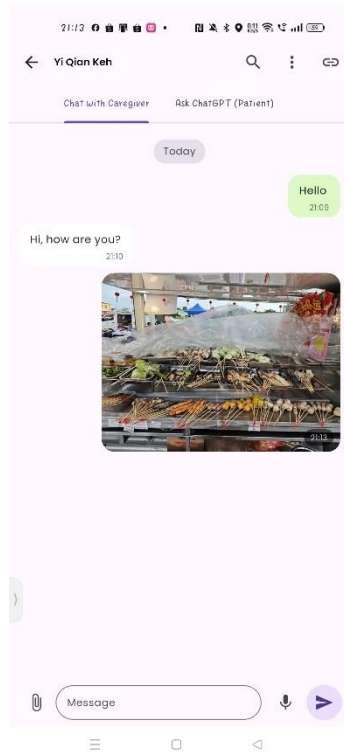 21:13
Yi Qian Keh
Chat with Caregiver
Ask ChatGPT (Patient)
Today
Hello
21:09
Hi, how are you?
21:10
21:13
Message